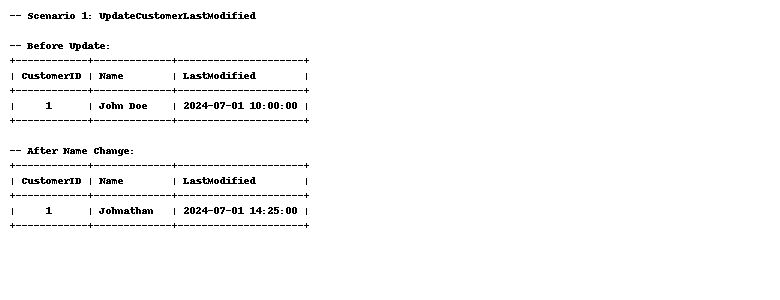 -- Scenario 1: UpdateCustomerLastModified
-- Before Update:
+------------+-------------+---------------------+
| CustomerID | Name        | LastModified        |
+------------+-------------+---------------------+
|     1      | John Doe    | 2024-07-01 10:00:00 |
+------------+-------------+---------------------+
-- After Name Change:
+------------+-------------+---------------------+
| CustomerID | Name        | LastModified        |
+------------+-------------+---------------------+
|     1      | Johnathan   | 2024-07-01 14:25:00 |
+------------+-------------+---------------------+